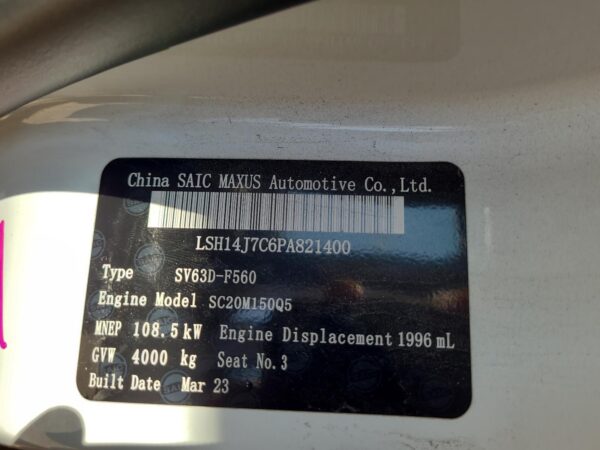 China SAIC MAXUS Automotive Co.,Ltd.
LSH14J7C6PA821400
Type SV63D-F560
Engine Model SC20M150Q5
MNEP 108.5 kW Engine Displacement 1996 mL
GVW 4000 kg Seat No.3
Built Date Mar 23